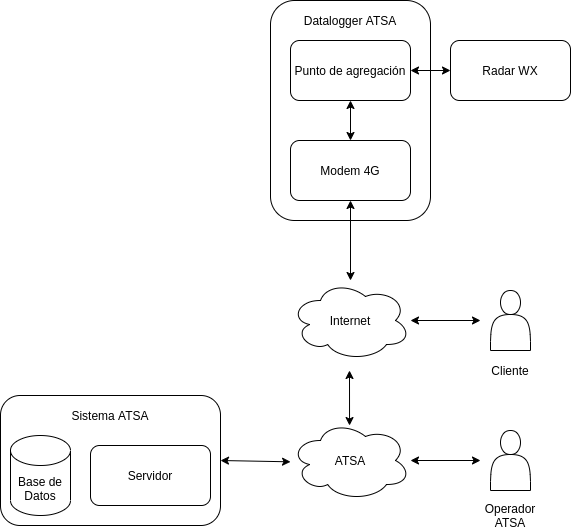 Datalogger ATSA
Punto de agregación
Radar WX
Modem 4G
Internet
Cliente
Sistema ATSA
Base de
Datos
Servidor
ATSA
Operador
ATSA